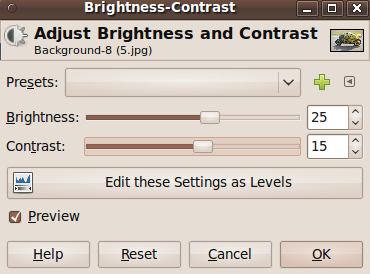 Brightness-Contrast
Adjust Brightness and Contrast
Background-8 (5.jpg)
Presets:
Brightness: 25
Contrast: 15
Edit these Settings as Levels
Preview
Help Reset Cancel OK